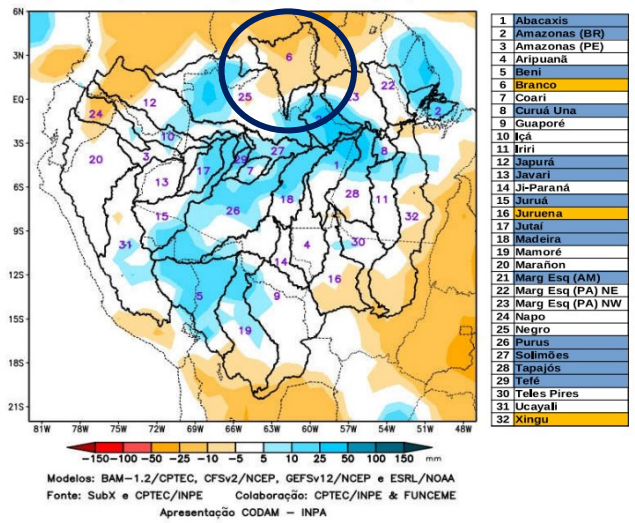 6N
6
3N
22
25
EQ
12
24
2
10
3S
27
20
3
29
8
17
7
1
13
6S
18
28
11
26
15
32
9S
31
4
30
14
16
12S
5
9
15S
19
18S
21S
81W 78W 75W 72W 69W 66W 63W 60W 57W 54W 51W 48W
-150 -100 -50 -25 -10 -5 5 10 25 50 100 150 mm
Modelos: BAM-1.2/CPTEC, CFSv2/NCEP, GEFSv12/NCEP e ESRL/NOAA
Fonte: SubX e CPTEC/INPE Colaboração: CPTEC/INPE & FUNCEME
Apresentação CODAM - INPA
1 Abacaxis
2 Amazonas (BR)
3 Amazonas (PE)
4 Aripuanã
5 Beni
6 Branco
7 Coari
8 Curuá Una
9 Guaporé
10 Içá
11 Iriri
12 Japurá
13 Javari
14 Ji-Paraná
15 Juruá
16 Juruena
17 Jutaí
18 Madeira
19 Mamoré
20 Marañon
21 Marg Esq (AM)
22 Marg Esq (PA) NE
23 Marg Esq (PA) NW
24 Napo
25 Negro
26 Purus
27 Solimões
28 Tapajós
29 Tefé
30 Teles Pires
31 Ucayali
32 Xingu